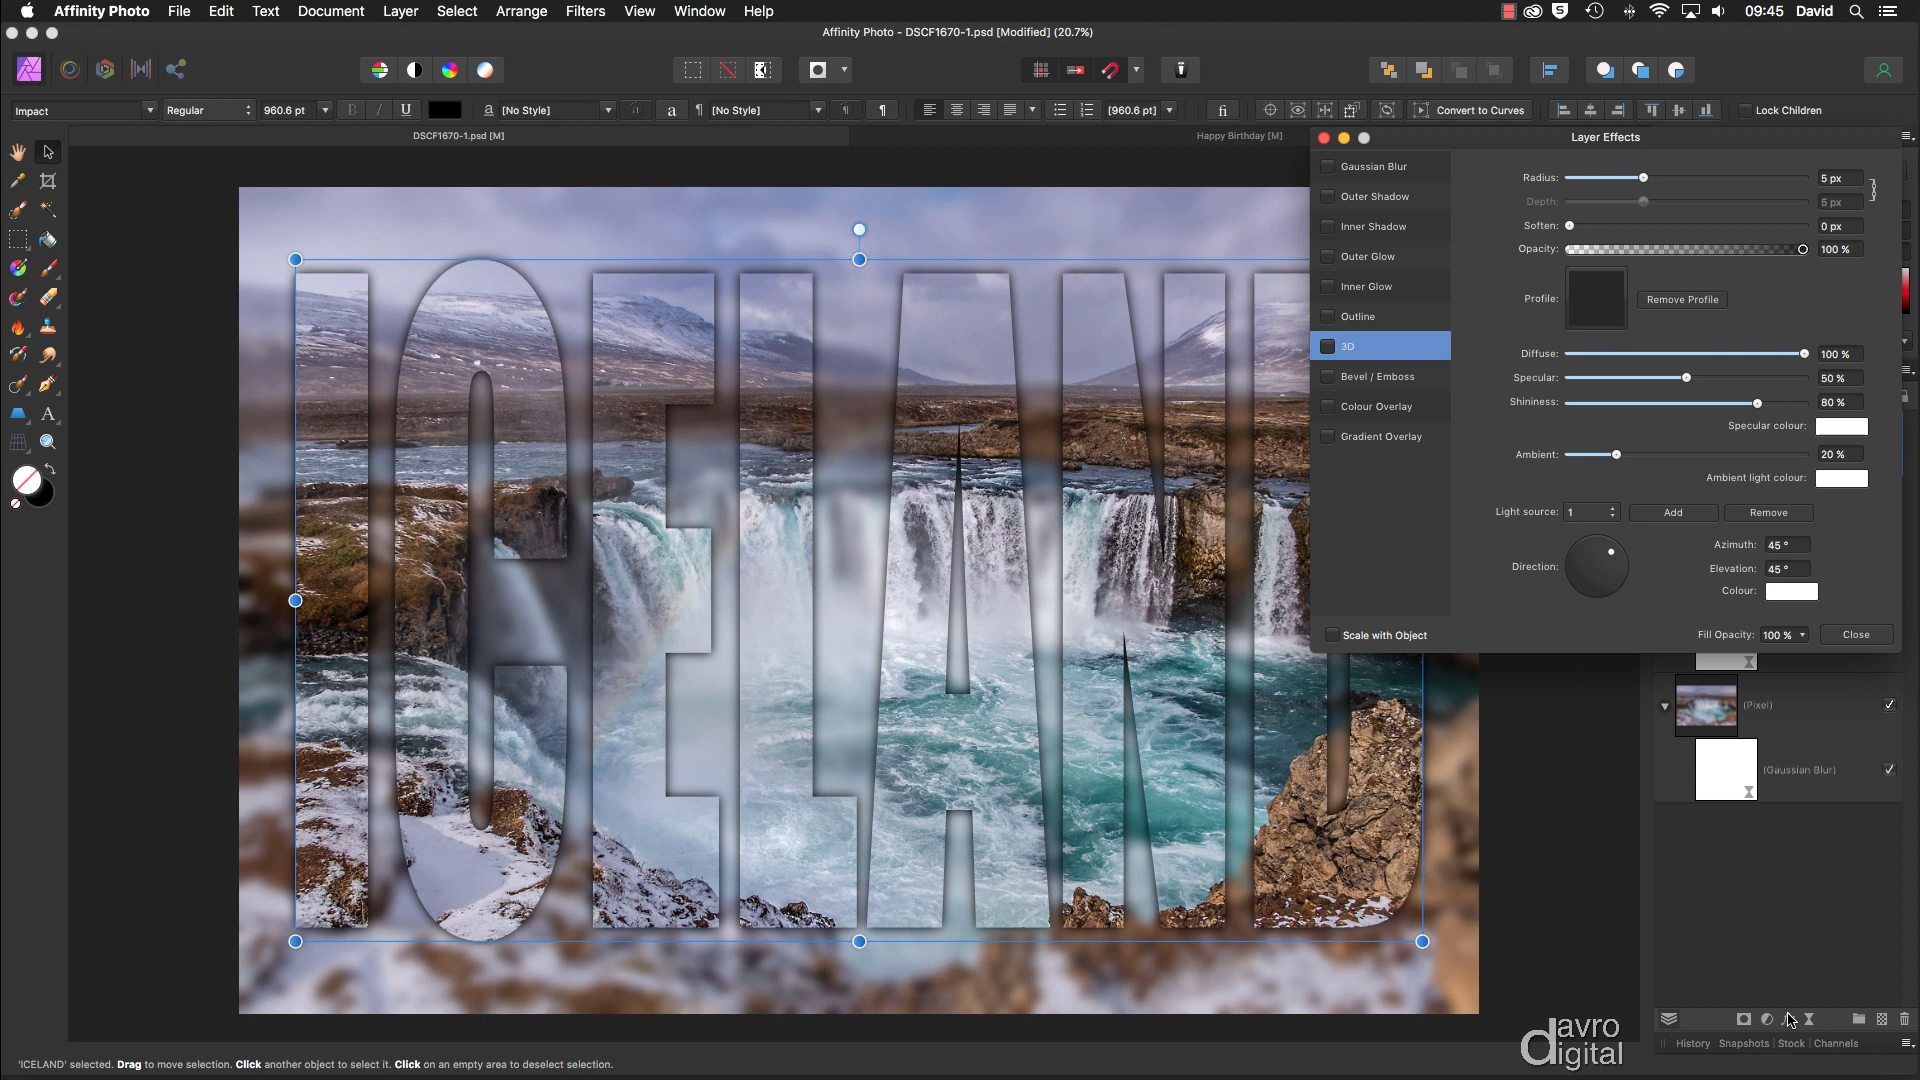 Affinity Photo File Edit Text Document Layer Select Arrange Filters View Window Help
09:45 David
Affinity Photo - DSCF1670-1.psd [Modified] (20.7%)
Impact Regular 960.6 pt B I U a [No Style] a ¶ [No Style] ¶ [960.6 pt] fi Convert to Curves Lock Children
DSCF1670-1.psd [M]
Happy Birthday [M]
Layer Effects
Gaussian Blur
Outer Shadow
Inner Shadow
Outer Glow
Inner Glow
Outline
3D
Bevel / Emboss
Colour Overlay
Gradient Overlay
Scale with Object
Radius: 5 px
Depth: 5 px
Soften: 0 px
Opacity: 100 %
Profile: Remove Profile
Diffuse: 100 %
Specular: 50 %
Shininess: 80 %
Specular colour:
Ambient: 20 %
Ambient light colour:
Light source: 1 Add Remove
Azimuth: 45 °
Direction:
Elevation: 45 °
Colour:
Fill Opacity: 100 % Close
ICELAND
(Pixel)
(Gaussian Blur)
History Snapshots Stock Channels
davro
digital
'ICELAND' selected. Drag to move selection. Click another object to select it. Click on an empty area to deselect selection.